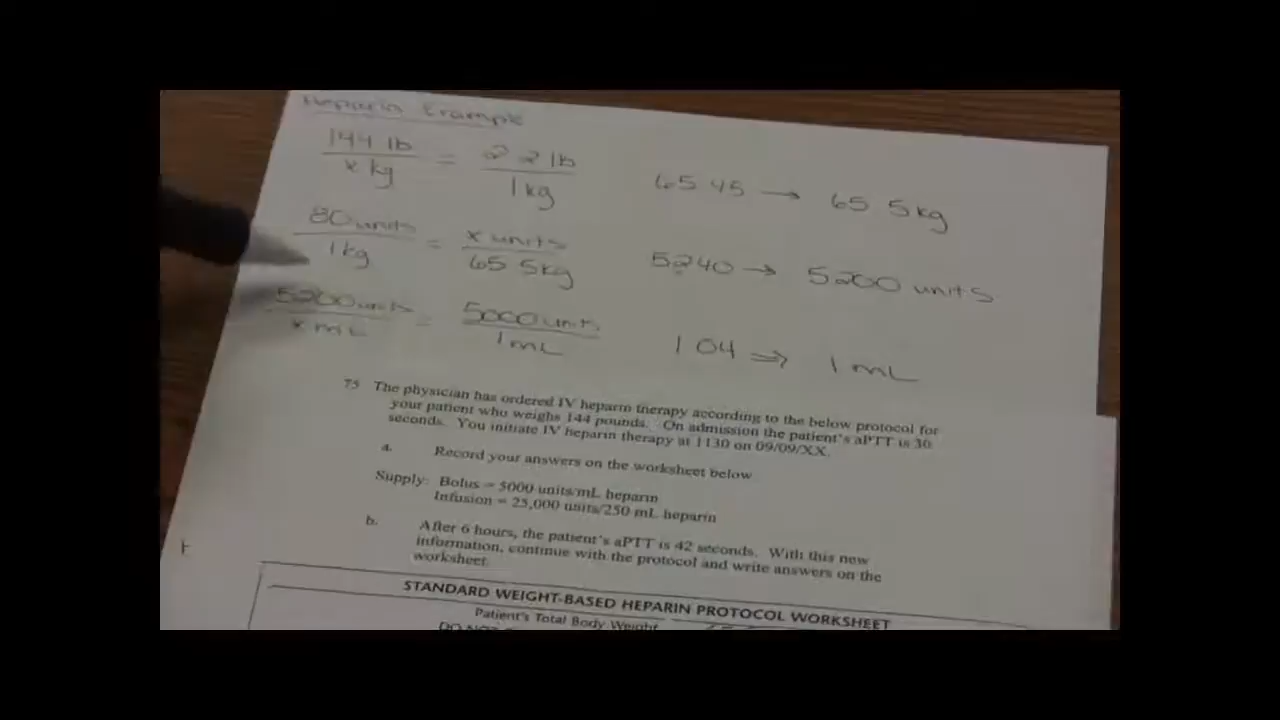 Heparin Example
144 lb / x kg = 2.2 lb / 1 kg 65.45 → 65.5 kg
80 units / 1 kg = x units / 65.5 kg 5240 → 5200 units
5200 units / x mL = 5000 units / 1 mL 1.04 ⇒ 1 mL
75 The physician has ordered IV heparin therapy according to the below protocol for
your patient who weighs 144 pounds. On admission the patient's aPTT is 30
seconds. You initiate IV heparin therapy at 1130 on 09/09/XX.
a. Record your answers on the worksheet below
Supply: Bolus = 5000 units/mL heparin
Infusion = 25,000 units/250 mL heparin
b. After 6 hours, the patient's aPTT is 42 seconds. With this new
information, continue with the protocol and write answers on the
worksheet.
STANDARD WEIGHT-BASED HEPARIN PROTOCOL WORKSHEET
Patient's Total Body Weight
DO NOT